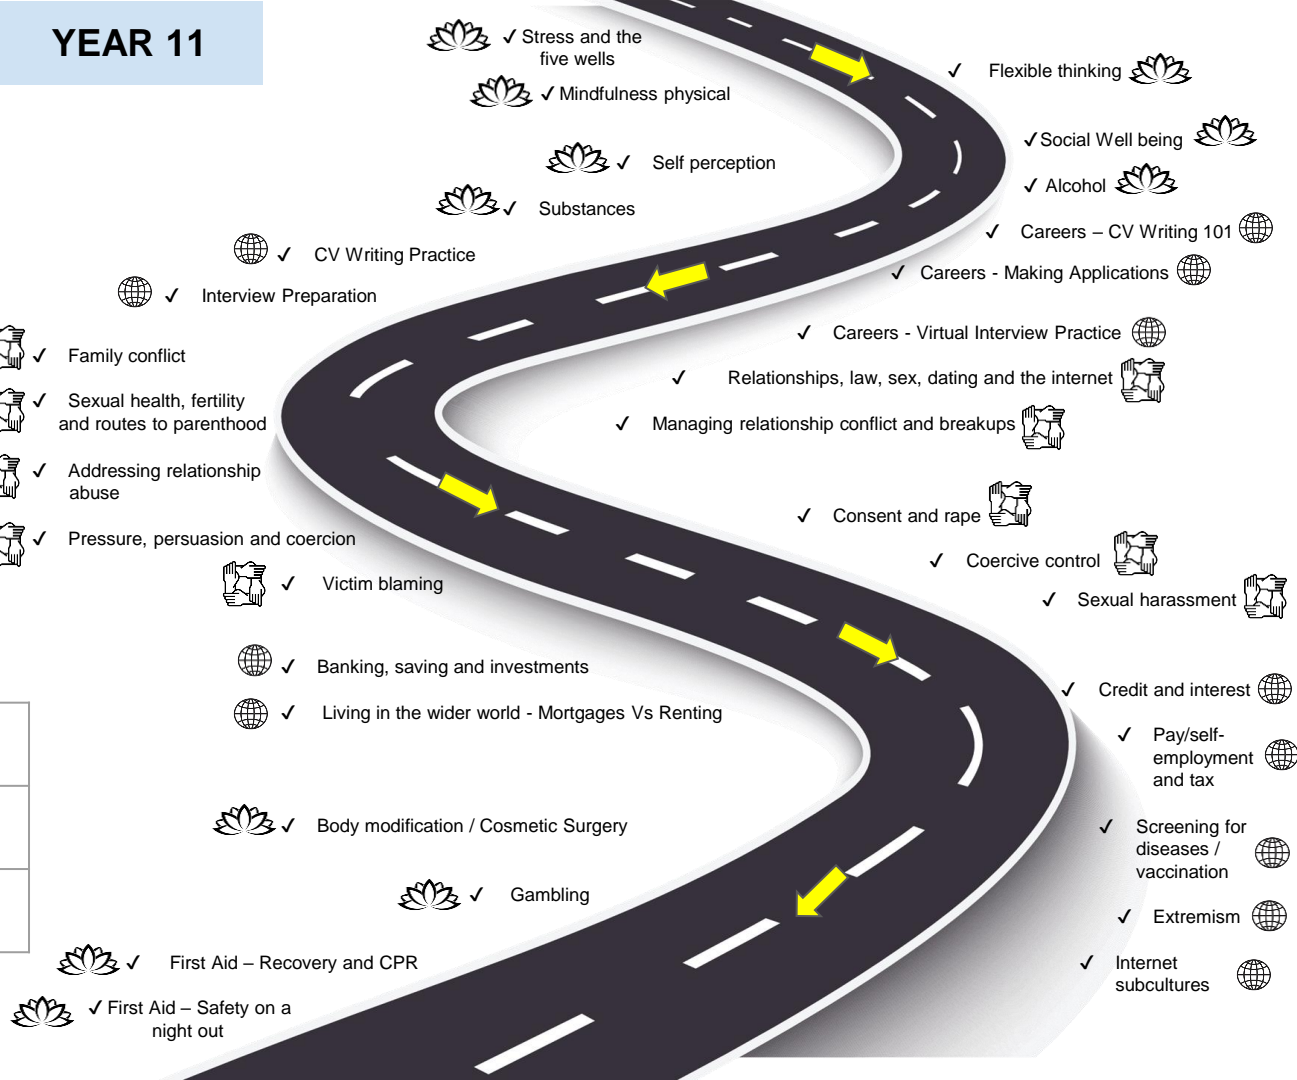 YEAR 11
✓ Stress and the
five wells
✓ Mindfulness physical
✓ Self perception
✓ Substances
✓ CV Writing Practice
✓ Interview Preparation
✓ Family conflict
✓ Sexual health, fertility
and routes to parenthood
✓ Addressing relationship
abuse
✓ Pressure, persuasion and coercion
✓ Victim blaming
✓ Banking, saving and investments
✓ Living in the wider world - Mortgages Vs Renting
✓ Body modification / Cosmetic Surgery
✓ Gambling
✓ First Aid – Recovery and CPR
✓ First Aid – Safety on a
night out
✓ Flexible thinking
✓ Social Well being
✓ Alcohol
✓ Careers – CV Writing 101
✓ Careers - Making Applications
✓ Careers - Virtual Interview Practice
✓ Relationships, law, sex, dating and the internet
✓ Managing relationship conflict and breakups
✓ Consent and rape
✓ Coercive control
✓ Sexual harassment
✓ Credit and interest
✓ Pay/self-
employment
and tax
✓ Screening for
diseases /
vaccination
✓ Extremism
✓ Internet
subcultures